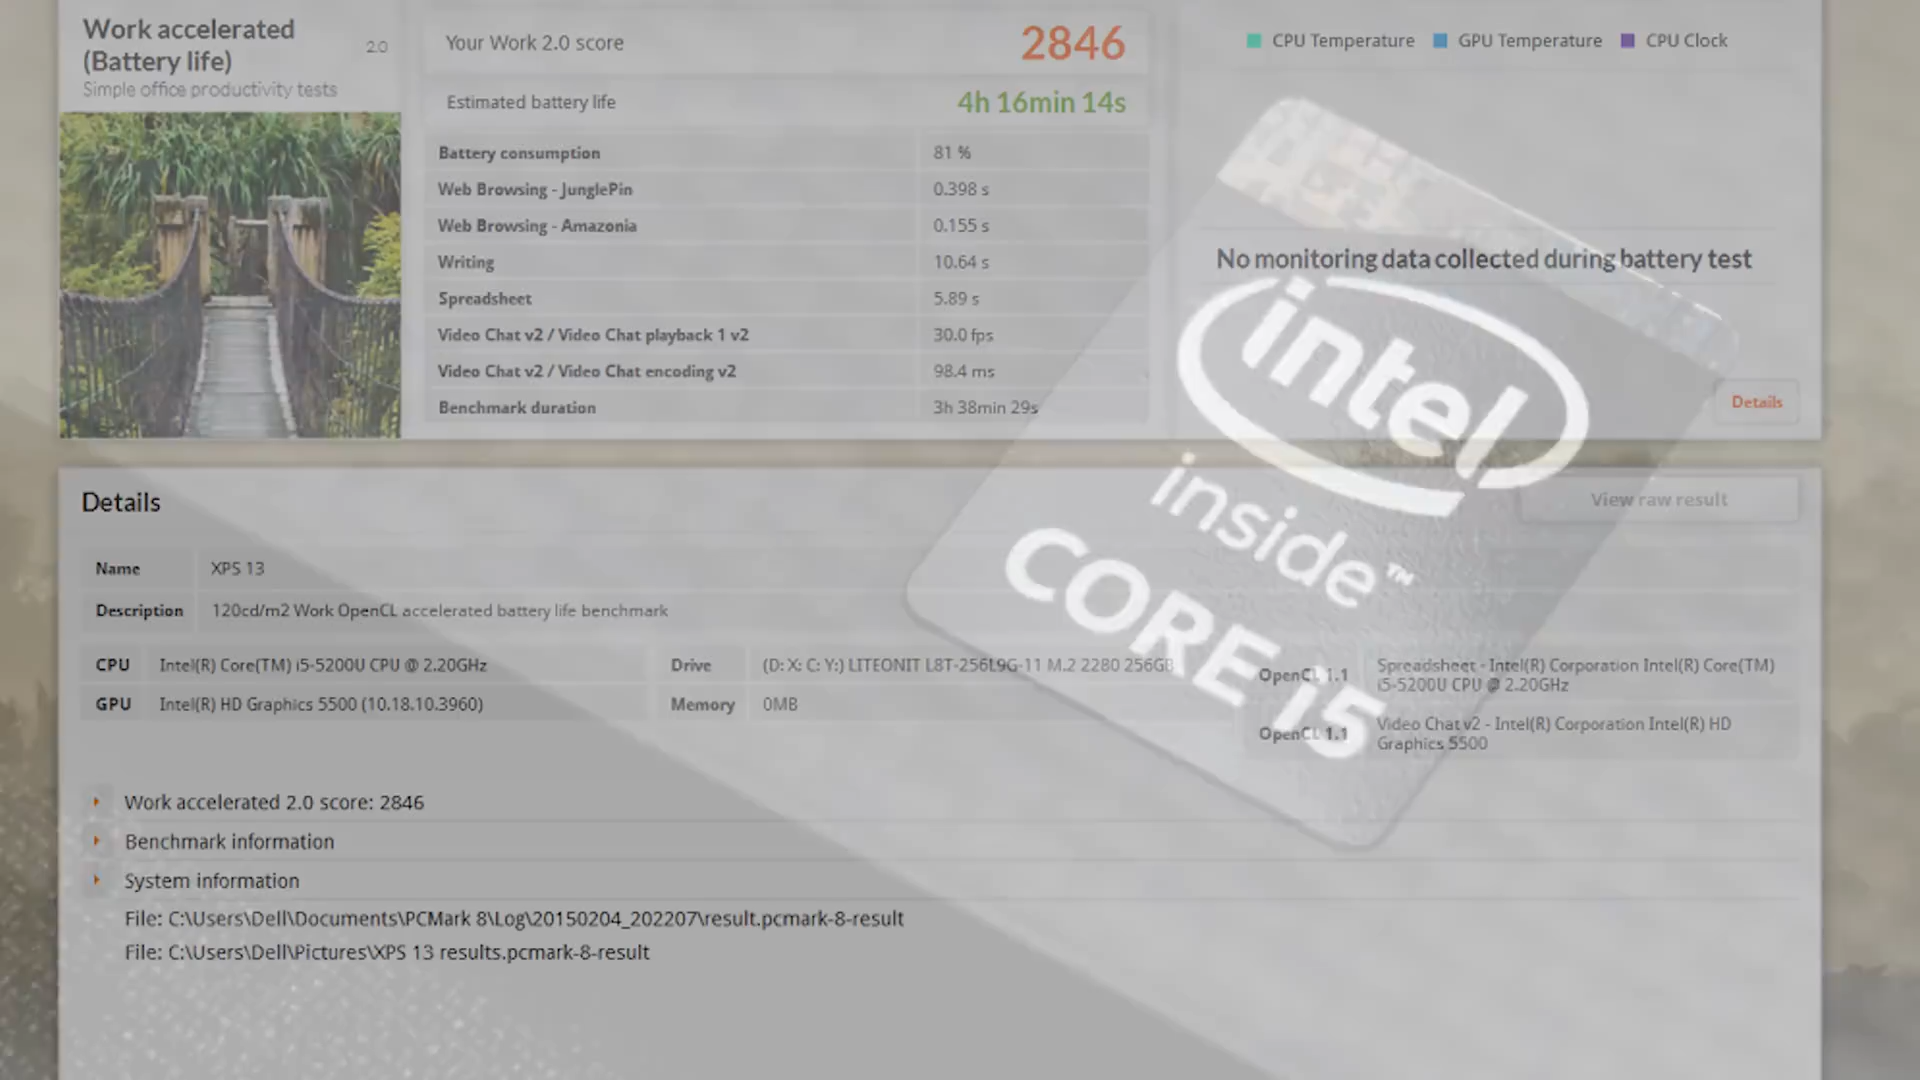 Work accelerated
(Battery life)
2.0
Simple office productivity tests
Your Work 2.0 score 2846
Estimated battery life 4h 16min 14s
Battery consumption 81 %
Web Browsing - JunglePin 0.398 s
Web Browsing - Amazonia 0.155 s
Writing 10.64 s
Spreadsheet 5.89 s
Video Chat v2 / Video Chat playback 1 v2 30.0 fps
Video Chat v2 / Video Chat encoding v2 98.4 ms
Benchmark duration 3h 38min 29s
CPU Temperature GPU Temperature CPU Clock
No monitoring data collected during battery test
Details
intel
inside™
CORE i5
Details
View raw result
Name XPS 13
Description 120cd/m2 Work OpenCL accelerated battery life benchmark
CPU Intel(R) Core(TM) i5-5200U CPU @ 2.20GHz
GPU Intel(R) HD Graphics 5500 (10.18.10.3960)
Drive (D: X: C: Y:) LITEONIT L8T-256L9G-11 M.2 2280 256GB
Memory 0MB
OpenCL 1.1 Spreadsheet - Intel(R) Corporation Intel(R) Core(TM)
i5-5200U CPU @ 2.20GHz
OpenCL 1.1 Video Chat v2 - Intel(R) Corporation Intel(R) HD
Graphics 5500
Work accelerated 2.0 score: 2846
Benchmark information
System information
File: C:\Users\Dell\Documents\PCMark 8\Log\20150204_202207\result.pcmark-8-result
File: C:\Users\Dell\Pictures\XPS 13 results.pcmark-8-result